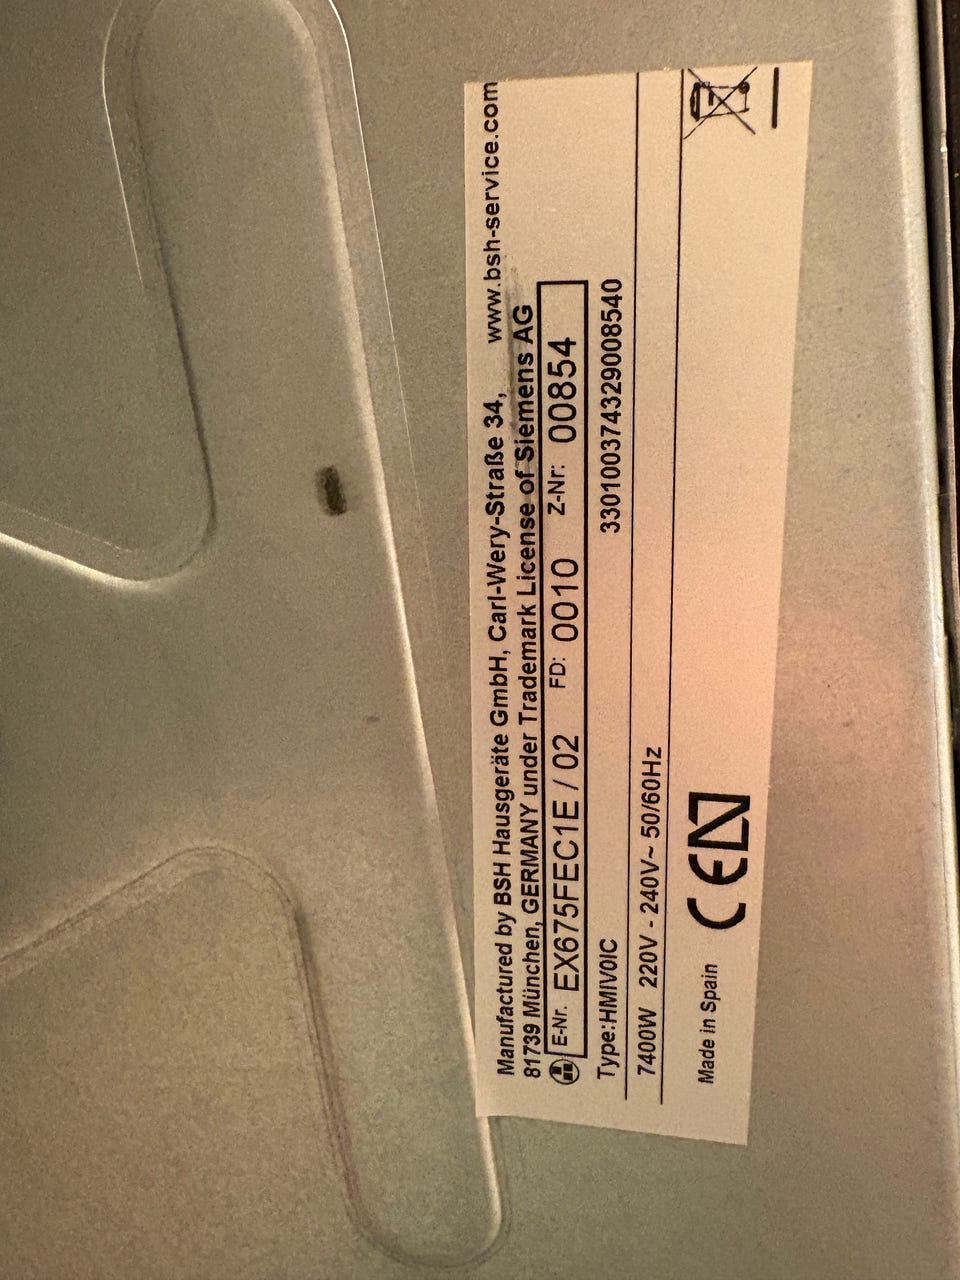 Manufactured by BSH Hausgeräte GmbH, Carl-Wery-Straße 34, www.bsh-service.com
81739 München, GERMANY under Trademark License of Siemens AG
E-Nr. EX675FEC1E / 02 FD: 0010 Z-Nr: 00854
Type:HMIV0IC 330100374329008540
7400W 220V - 240V~ 50/60Hz
Made in Spain CE